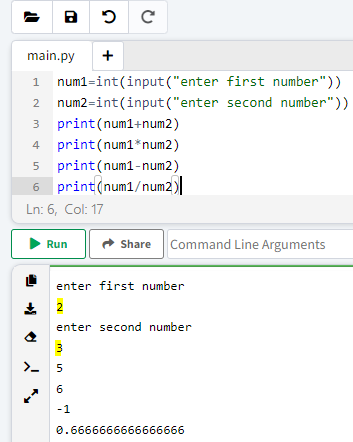 main.py +
1 num1=int(input("enter first number"))
2 num2=int(input("enter second number"))
3 print(num1+num2)
4 print(num1*num2)
5 print(num1-num2)
6 print(num1/num2)
Ln: 6, Col: 17
Run Share Command Line Arguments
enter first number
2
enter second number
3
5
6
-1
0.6666666666666666